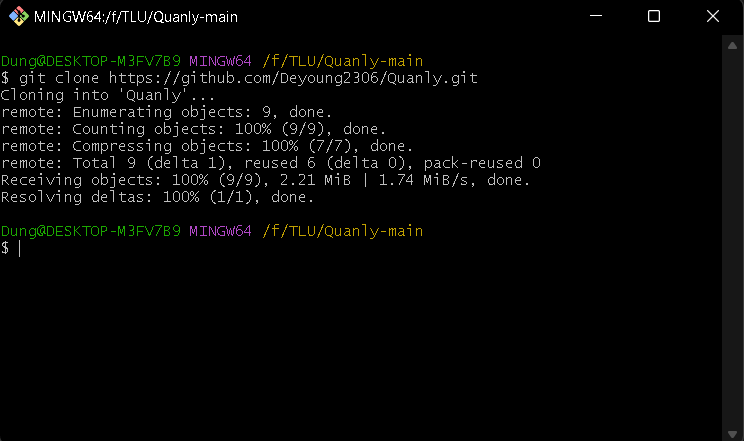 MINGW64:/f/TLU/Quanly-main
Dung@DESKTOP-M3FV7B9 MINGW64 /f/TLU/Quanly-main
$ git clone https://github.com/Deyoung2306/Quanly.git
Cloning into 'Quanly'...
remote: Enumerating objects: 9, done.
remote: Counting objects: 100% (9/9), done.
remote: Compressing objects: 100% (7/7), done.
remote: Total 9 (delta 1), reused 6 (delta 0), pack-reused 0
Receiving objects: 100% (9/9), 2.21 MiB | 1.74 MiB/s, done.
Resolving deltas: 100% (1/1), done.
Dung@DESKTOP-M3FV7B9 MINGW64 /f/TLU/Quanly-main
$